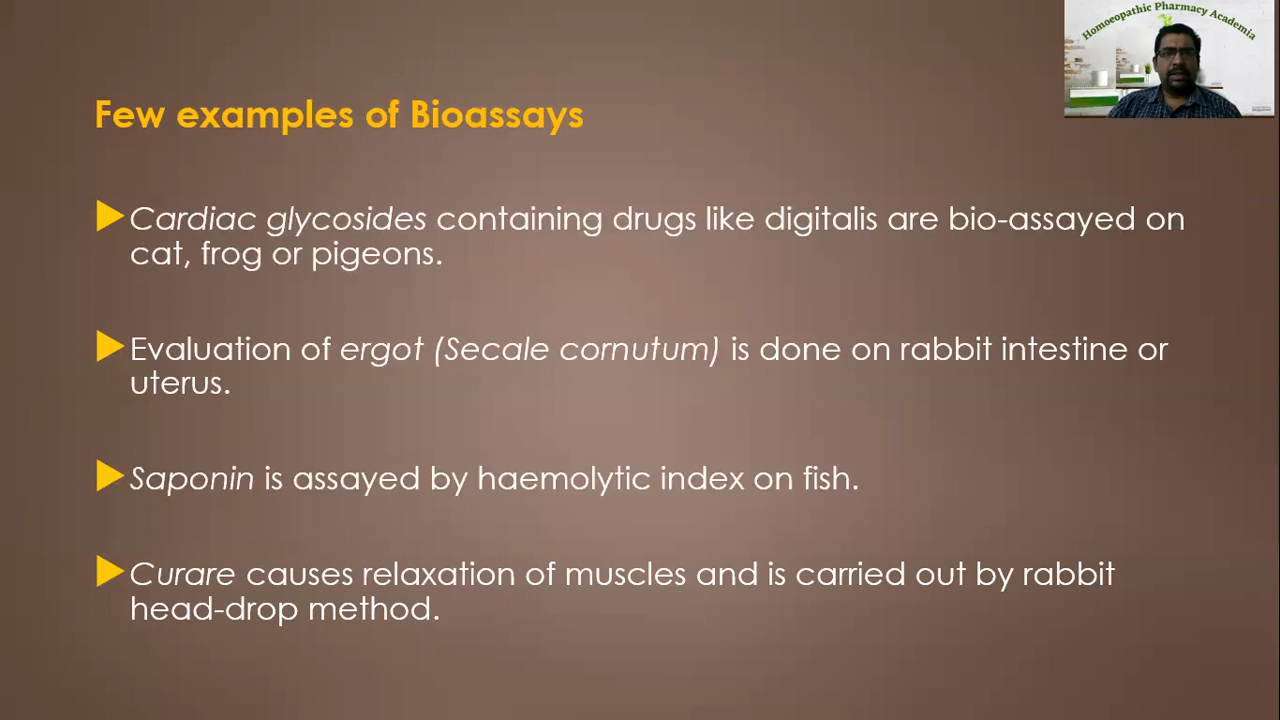 Homoeopathic Pharmacy Academia
Few examples of Bioassays
Cardiac glycosides containing drugs like digitalis are bio-assayed on
cat, frog or pigeons.
Evaluation of ergot (Secale cornutum) is done on rabbit intestine or
uterus.
Saponin is assayed by haemolytic index on fish.
Curare causes relaxation of muscles and is carried out by rabbit
head-drop method.